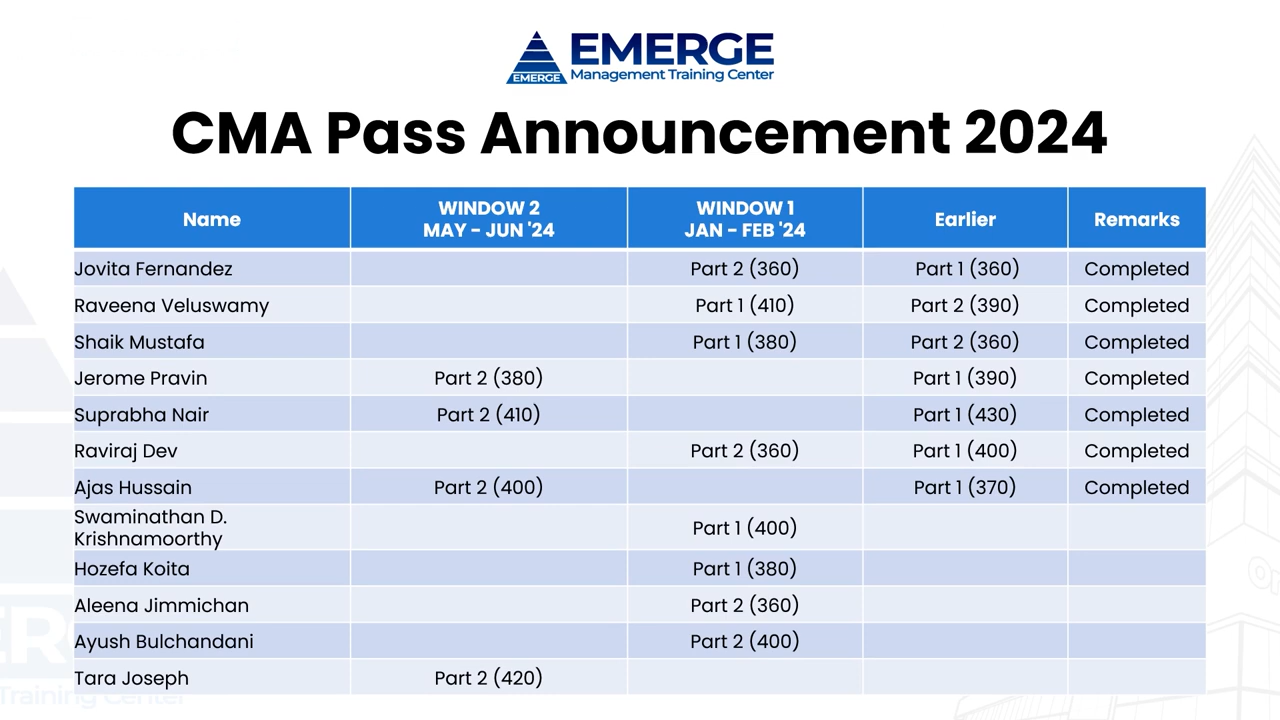 EMERGE
EMERGE
Management Training Center
CMA Pass Announcement 2024
Name WINDOW 2 MAY - JUN '24 WINDOW 1 JAN - FEB '24 Earlier Remarks
Jovita Fernandez Part 2 (360) Part 1 (360) Completed
Raveena Veluswamy Part 1 (410) Part 2 (390) Completed
Shaik Mustafa Part 1 (380) Part 2 (360) Completed
Jerome Pravin Part 2 (380) Part 1 (390) Completed
Suprabha Nair Part 2 (410) Part 1 (430) Completed
Raviraj Dev Part 2 (360) Part 1 (400) Completed
Ajas Hussain Part 2 (400) Part 1 (370) Completed
Swaminathan D.
Krishnamoorthy Part 1 (400)
Hozefa Koita Part 1 (380)
Aleena Jimmichan Part 2 (360)
Ayush Bulchandani Part 2 (400)
Tara Joseph Part 2 (420)
Training Center